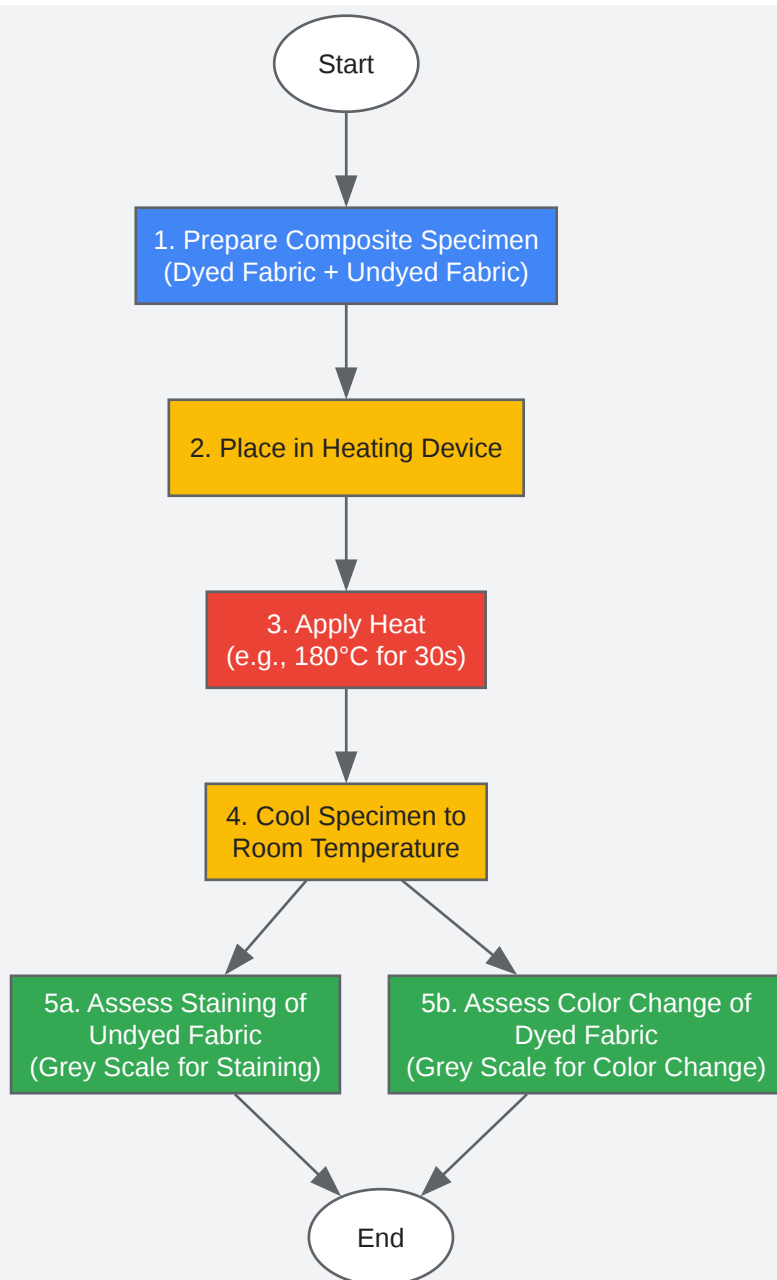 Start
1. Prepare Composite Specimen
(Dyed Fabric + Undyed Fabric)
2. Place in Heating Device
3. Apply Heat
(e.g., 180°C for 30s)
4. Cool Specimen to
Room Temperature
5a. Assess Staining of
Undyed Fabric
(Grey Scale for Staining)
5b. Assess Color Change of
Dyed Fabric
(Grey Scale for Color Change)
End